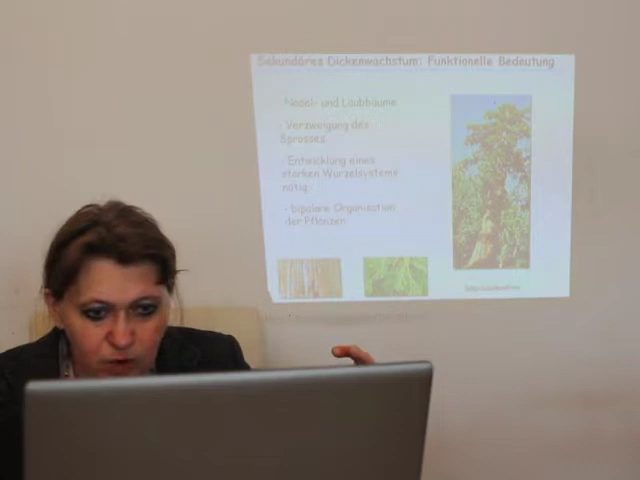 Sekundäres Dickenwachstum: Funktionelle Bedeutung
- Nadel- und Laubbäume
- Verzweigung des
Sprosses
- Entwicklung eines
starken Wurzelsystems
nötig
- bipolare Organisation
der Pflanzen